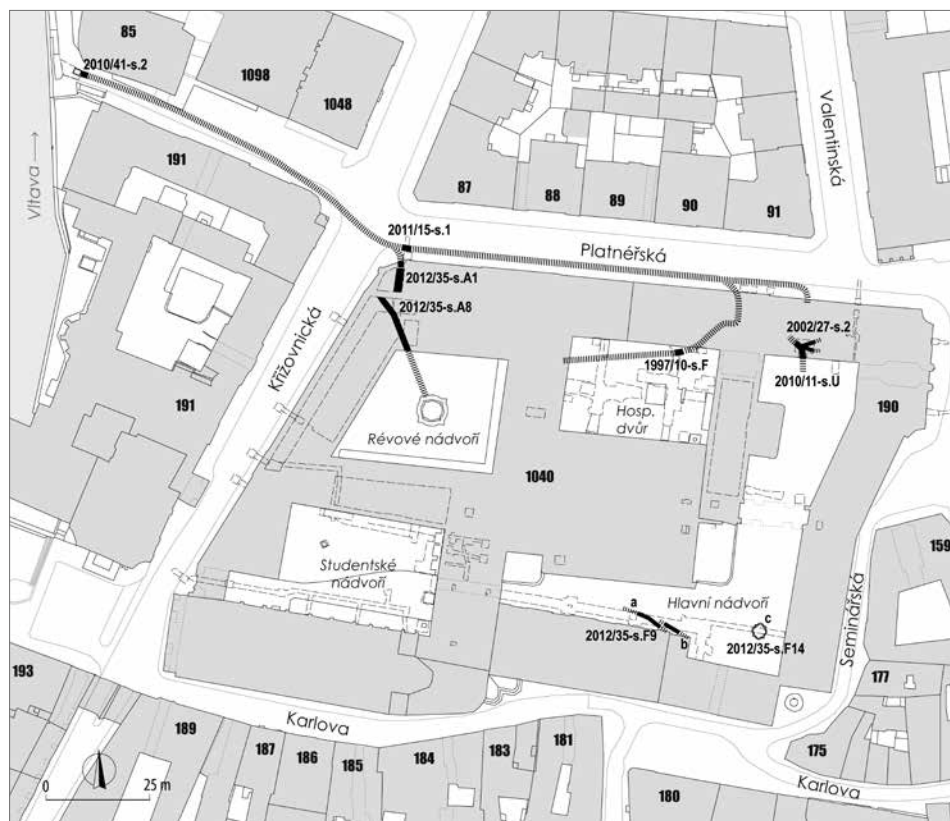 85
2010/41-s.2
1098
1048
Valentinská
Vltava →
191
87
88
89
90
91
2011/15-s.1
Platnéřská
2012/35-s.A1
2012/35-s.A8
Křižovnická
2002/27-s.2
1997/10-s.F
2010/11-s.U
191
Révové nádvoří
Hosp.
dvůr
190
1040
159
Studentské
nádvoří
Hlavní nádvoří
a
c
2012/35-s.F9
b
2012/35-s.F14
Seminářská
193
177
Karlova
189
187
186
185
184
183
181
175
0
25 m
180
Karlova